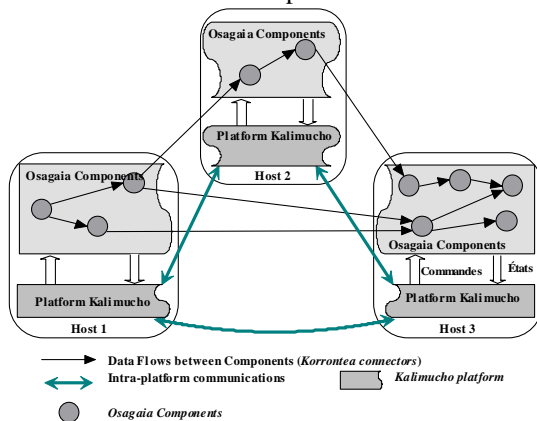 Osagaia Components
Platform Kalimucho
Host 2
Osagaia Components
Platform Kalimucho
Host 1
Osagaia Components
Commandes
États
Platform Kalimucho
Host 3
Data Flows between Components (Korrontea connectors)
Intra-platform communications
Kalimucho platform
Osagaia Components